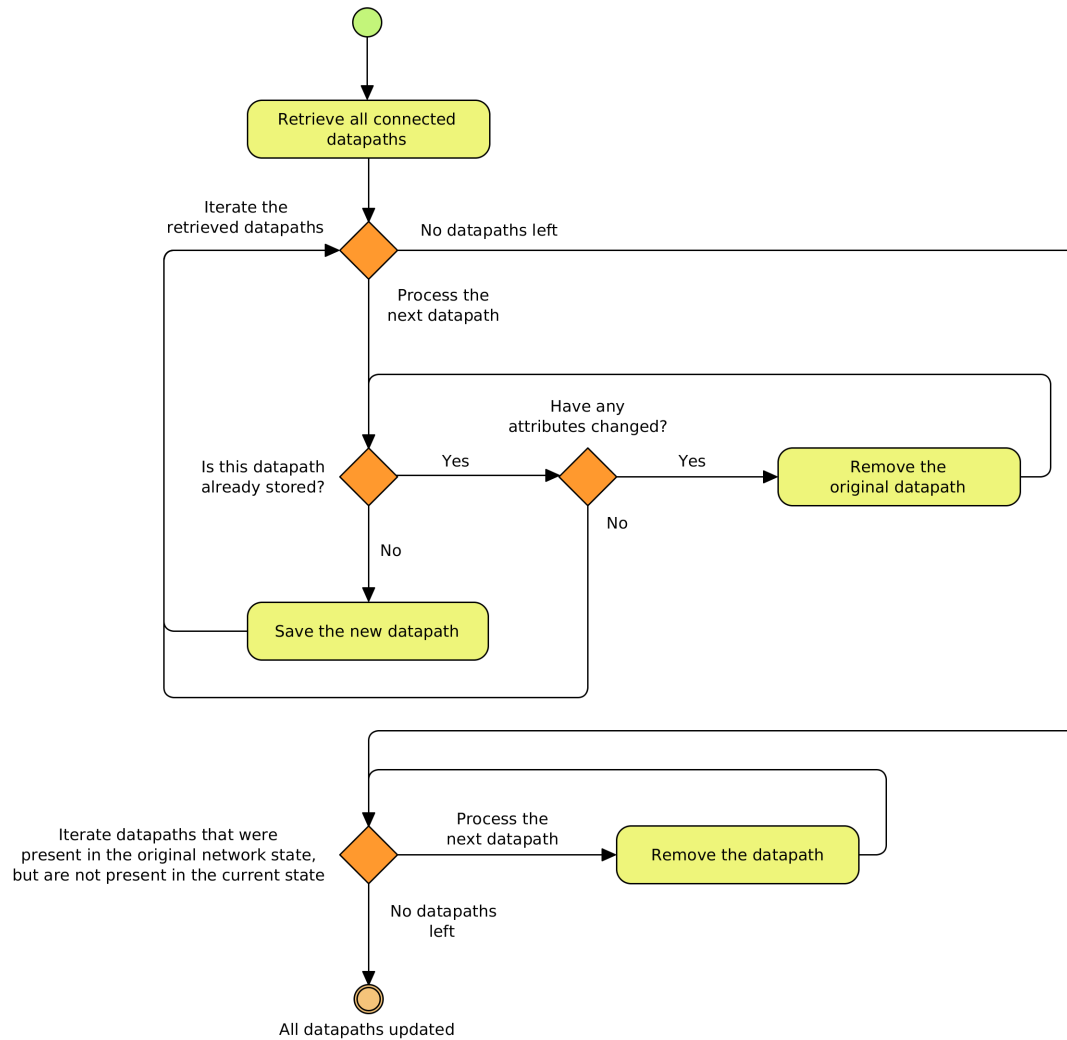 Retrieve all connected
datapaths
Iterate the
retrieved datapaths
No datapaths left
Process the
next datapath
Have any
attributes changed?
Is this datapath
already stored?
Yes
Yes
Remove the
original datapath
No
No
Save the new datapath
Iterate datapaths that were
present in the original network state,
but are not present in the current state
Process the
next datapath
Remove the datapath
No datapaths
left
All datapaths updated